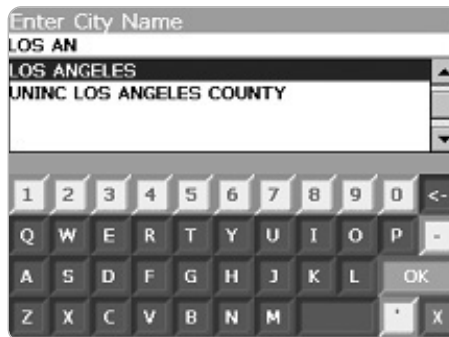 Enter City Name
LOS AN
LOS ANGELES
UNINC LOS ANGELES COUNTY
1 2 3 4 5 6 7 8 9 0 <-
Q W E R T Y U I O P -
A S D F G H J K L OK
Z X C V B N M ' X